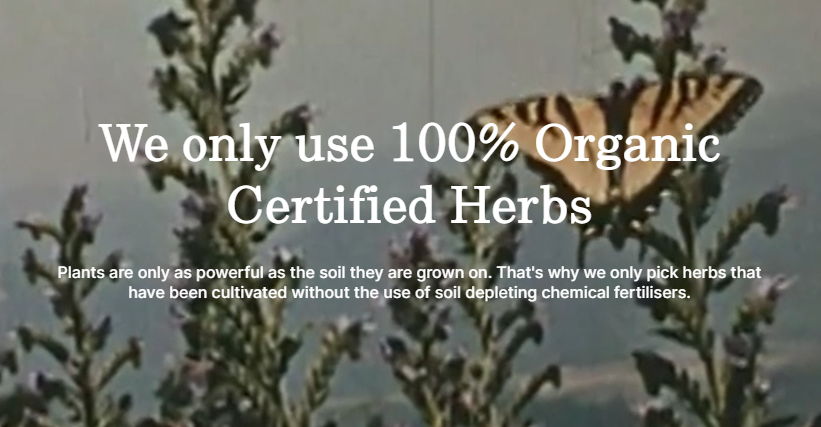 We only use 100% Organic
Certified Herbs
Plants are only as powerful as the soil they are grown on. That's why we only pick herbs that
have been cultivated without the use of soil depleting chemical fertilisers.